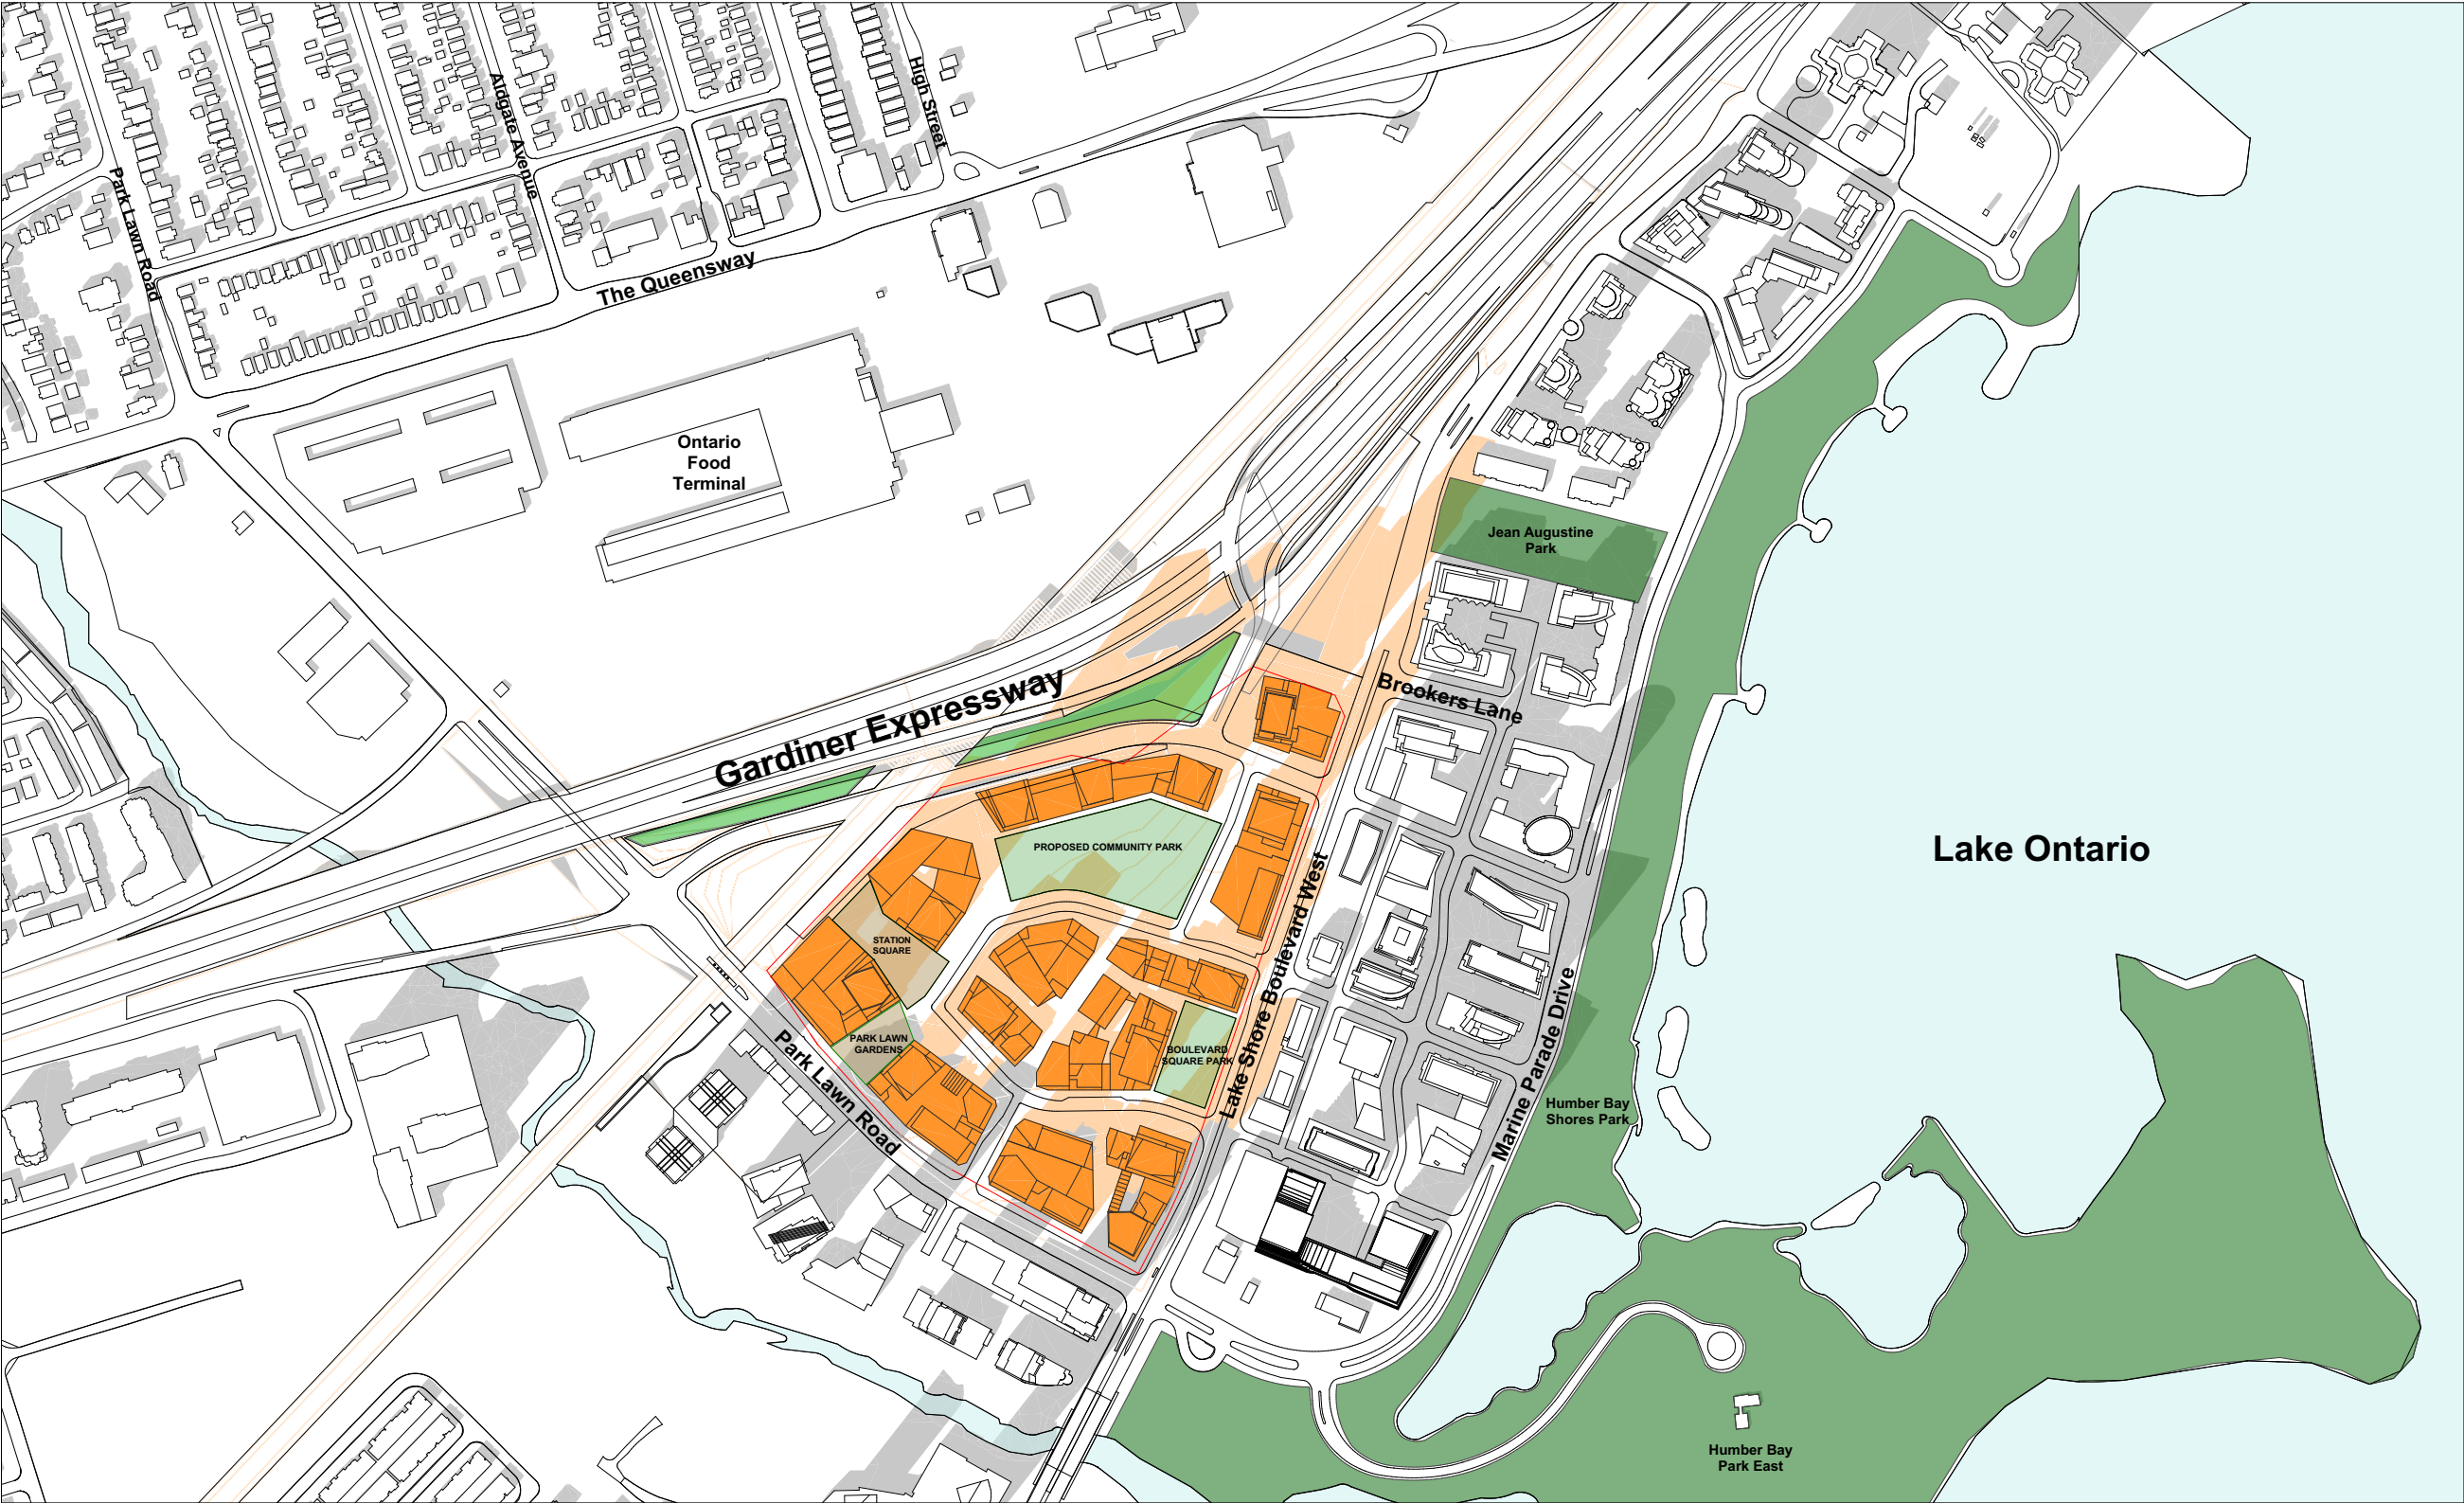 High Street
Aldgate Avenue
Park Lawn Road
The Queensway
Ontario
Food
Terminal
Jean Augustine
Park
Gardiner Expressway
Brookers Lane
PROPOSED COMMUNITY PARK
Lake Ontario
STATION
SQUARE
Lake Shore Boulevard West
PARK LAWN
GARDENS
BOULEVARD
SQUARE PARK
Park Lawn Road
Marine Parade Drive
Humber Bay
Shores Park
Humber Bay
Park East